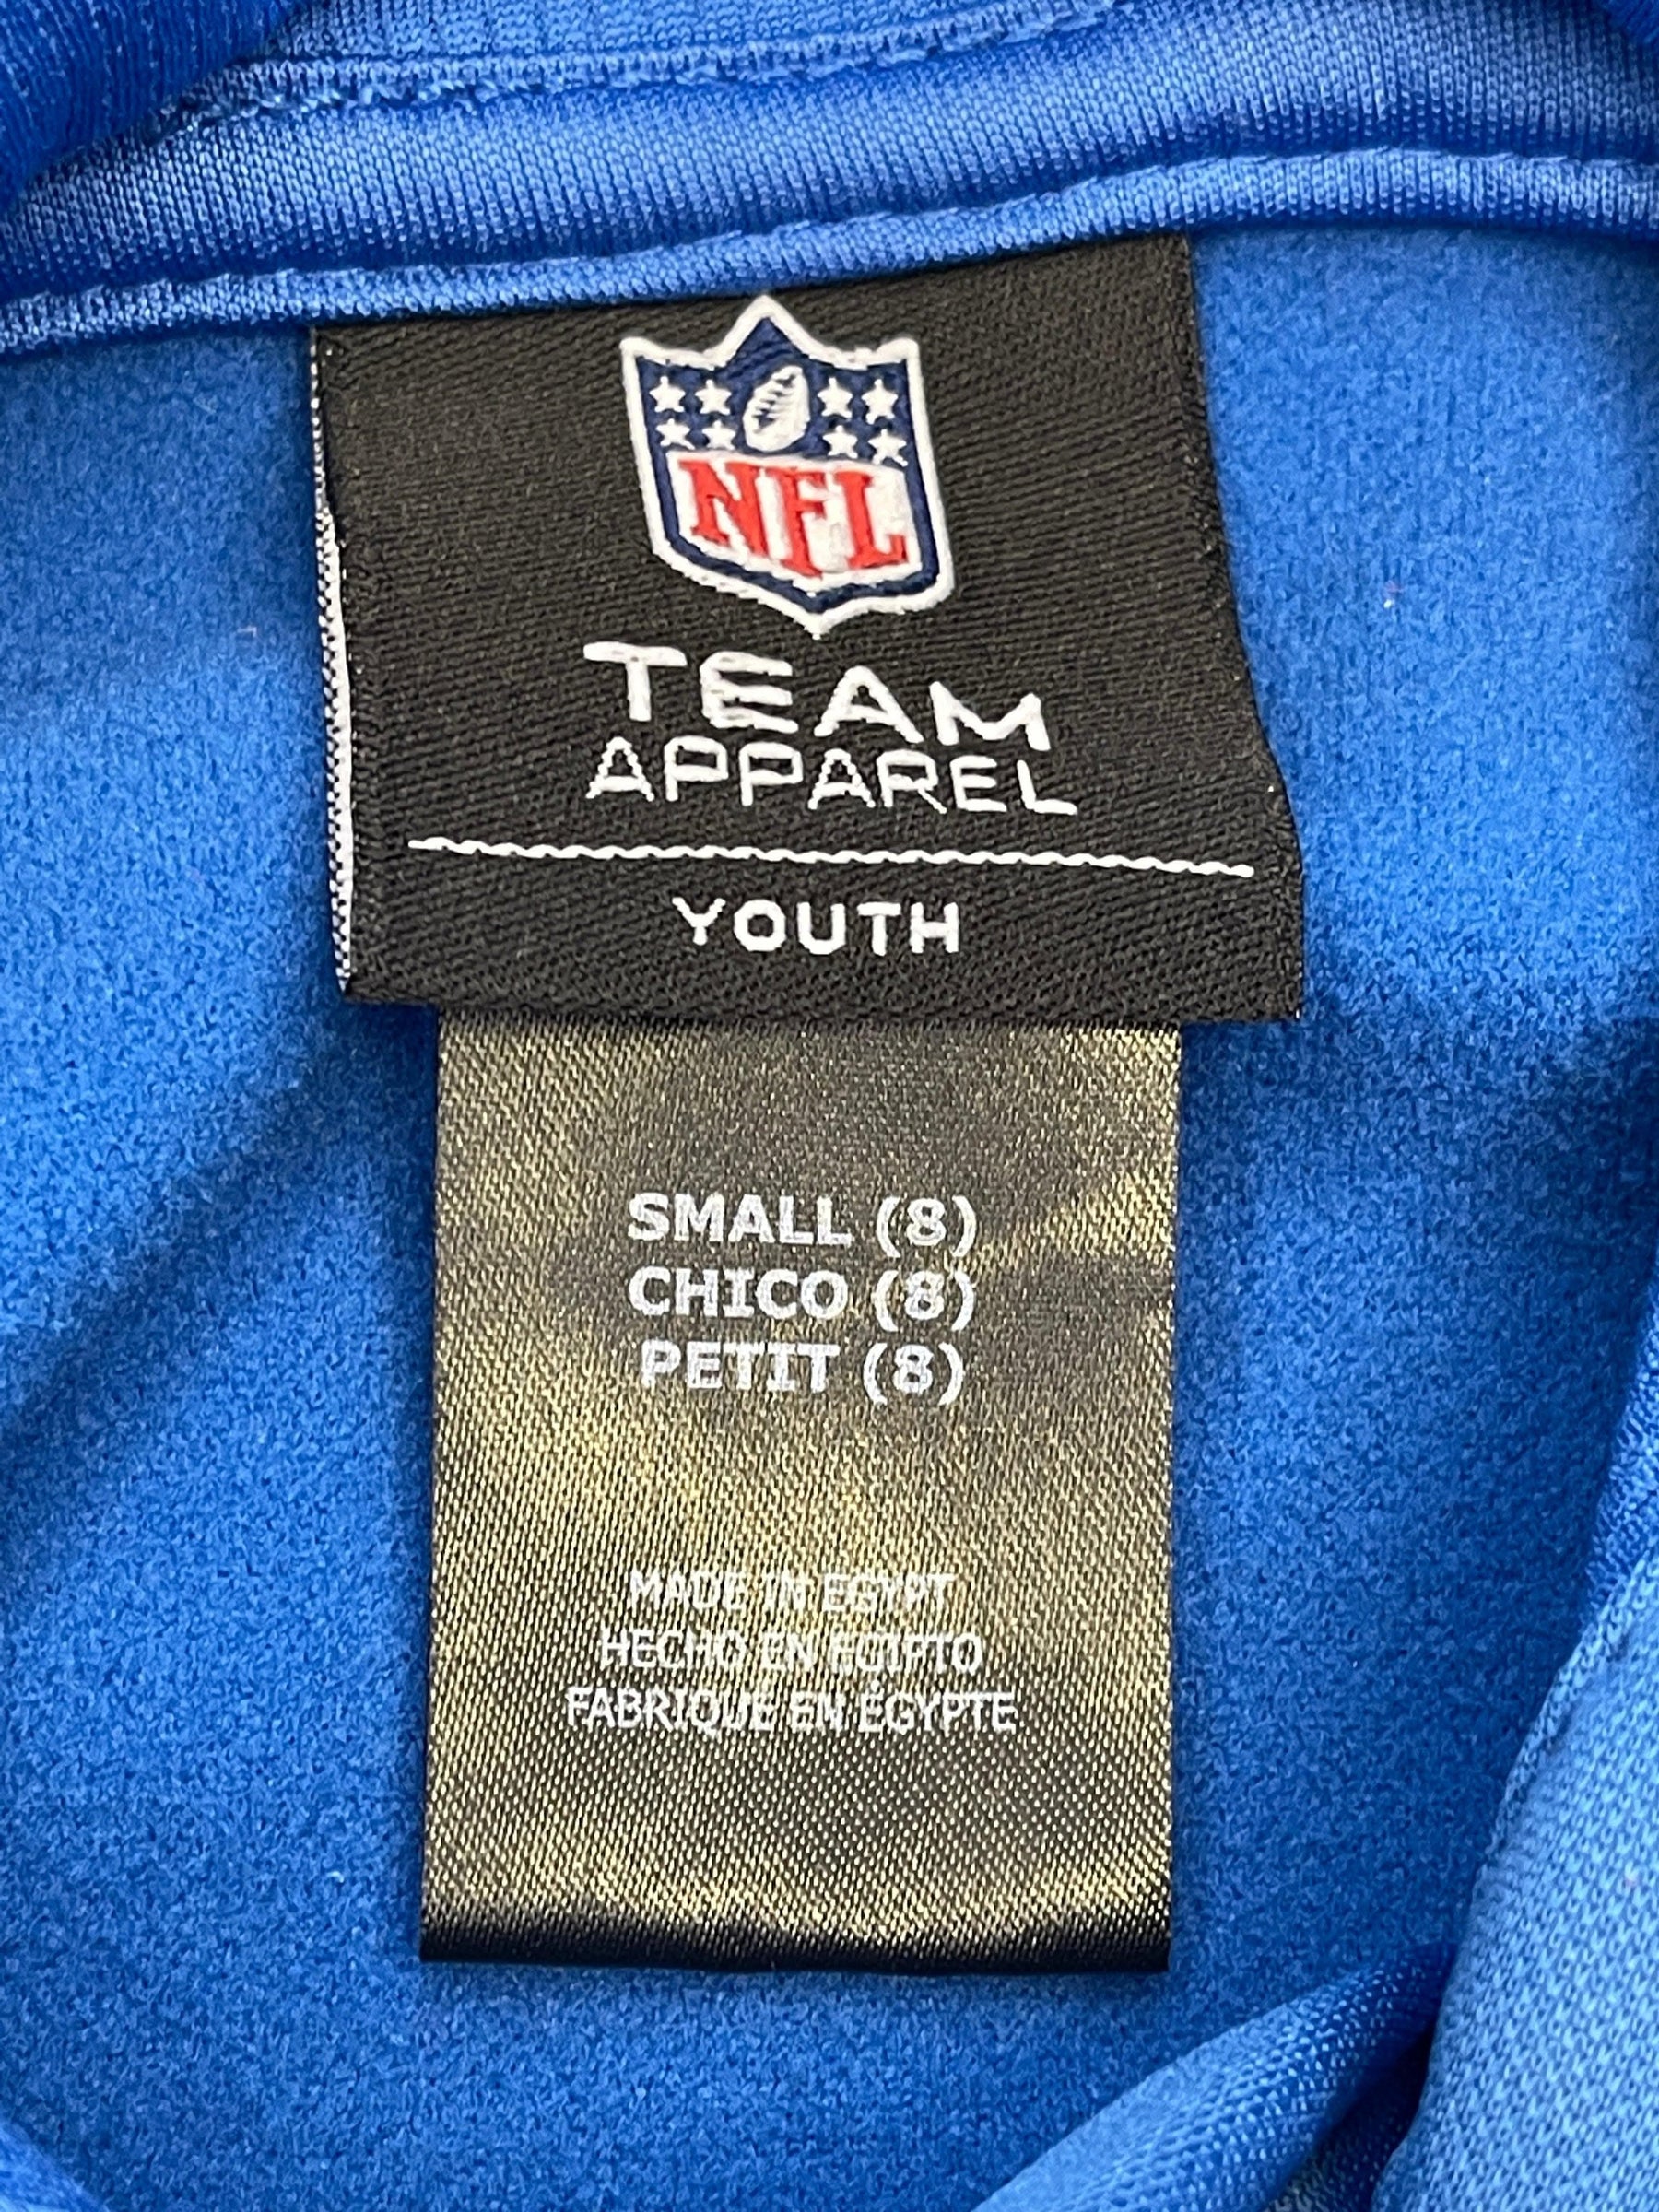 NFL
TEAM
APPAREL
YOUTH
SMALL (8)
CHICO (8)
PETIT (8)
MADE IN EGYPT
HECHO EN EGIPTO
FABRIQUE EN ÉGYPTE